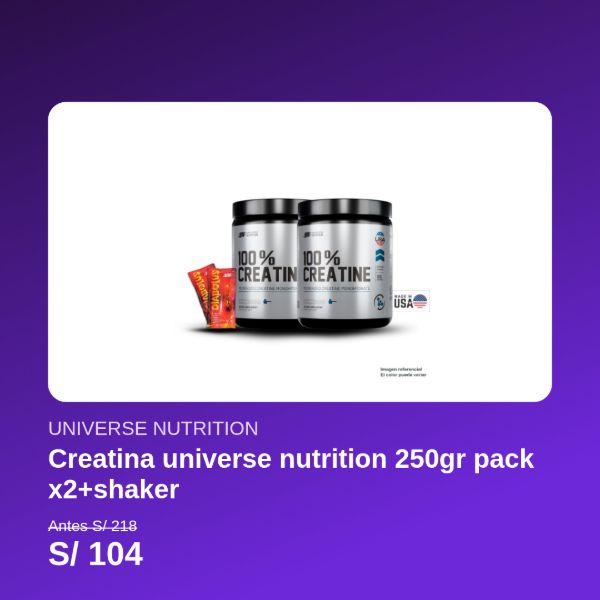 100%
CREATIN
100%
CREATINE
MADE IN
USA
Imagen referencial
El color puede variar
UNIVERSE NUTRITION
Creatina universe nutrition 250gr pack
x2+shaker
Antes S/ 218
S/ 104